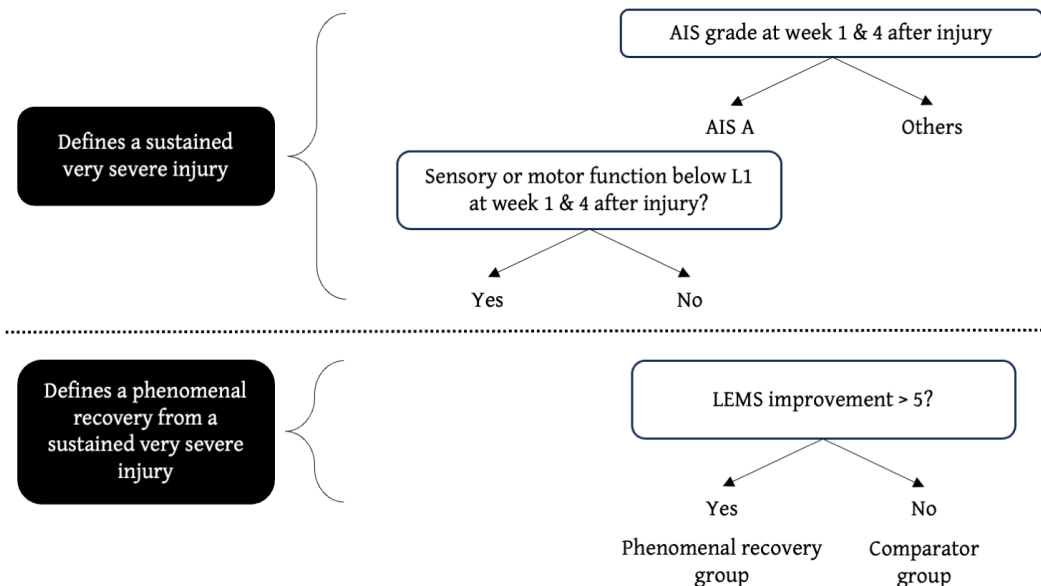 AIS grade at week 1 & 4 after injury
Defines a sustained
very severe injury
AIS A
Others
Sensory or motor function below L1
at week 1 & 4 after injury?
Yes
No
Defines a phenomenal
recovery from a
sustained very severe
injury
LEMS improvement > 5?
Yes
No
Phenomenal recovery
group
Comparator
group